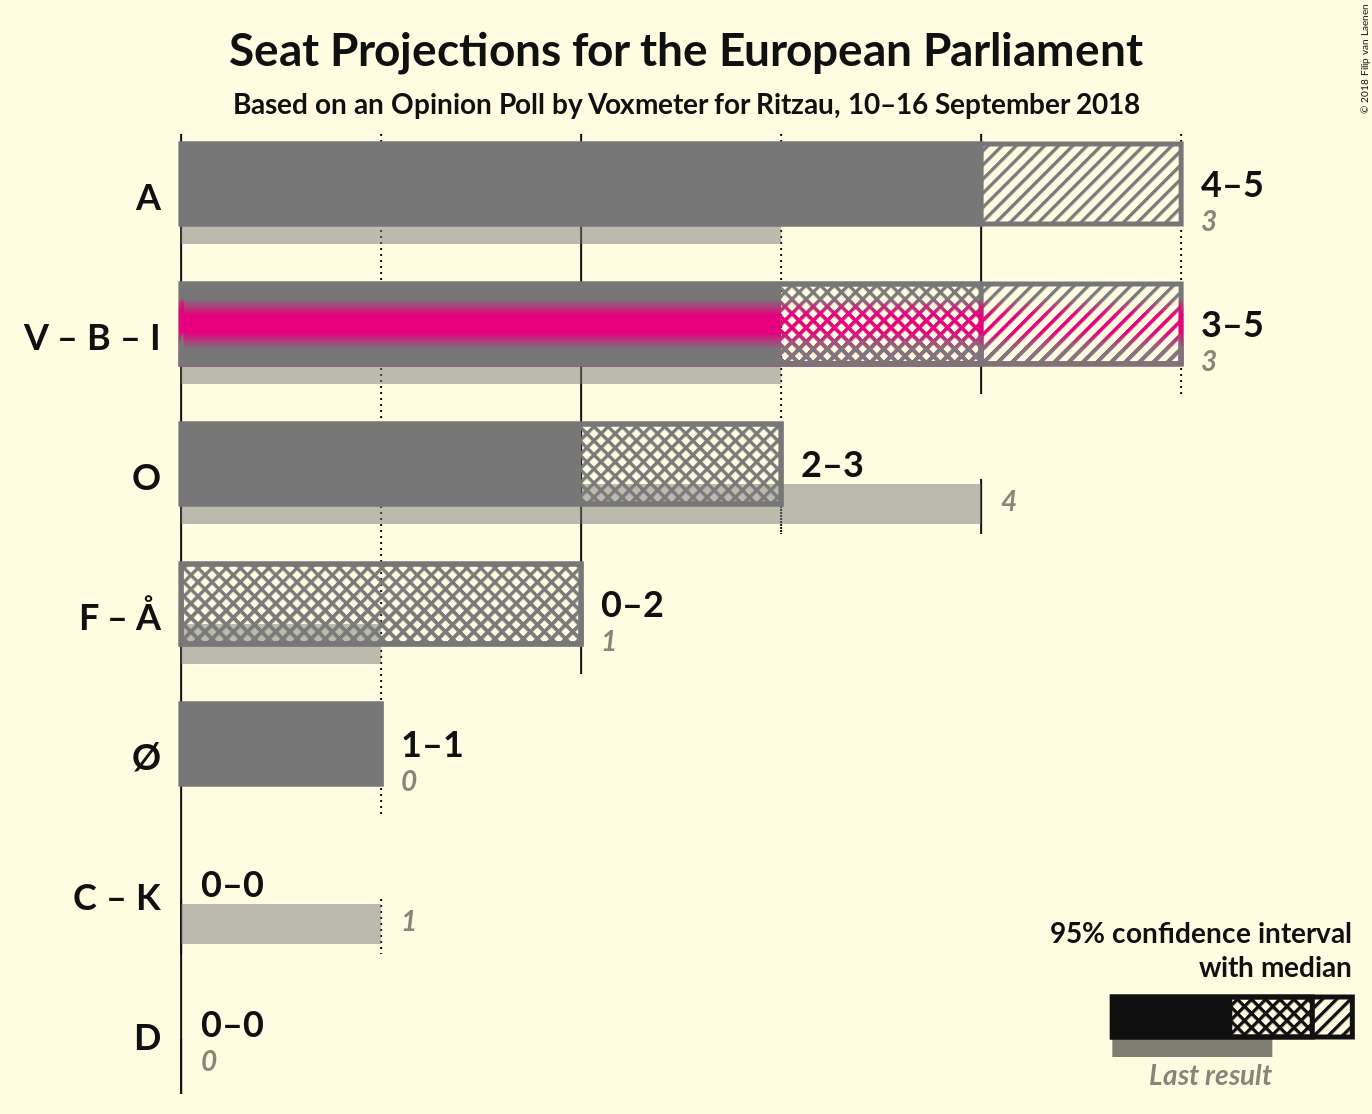 Seat Projections for the European Parliament
Based on an Opinion Poll by Voxmeter for Ritzau, 10–16 September 2018
© 2018 Filip van Laenen
A
4–5
3
V – B – I
3–5
3
O
2–3
4
F – Å
0–2
1
Ø
1–1
0
C – K
0–0
1
D
0–0
0
95% confidence interval
with median
Last result